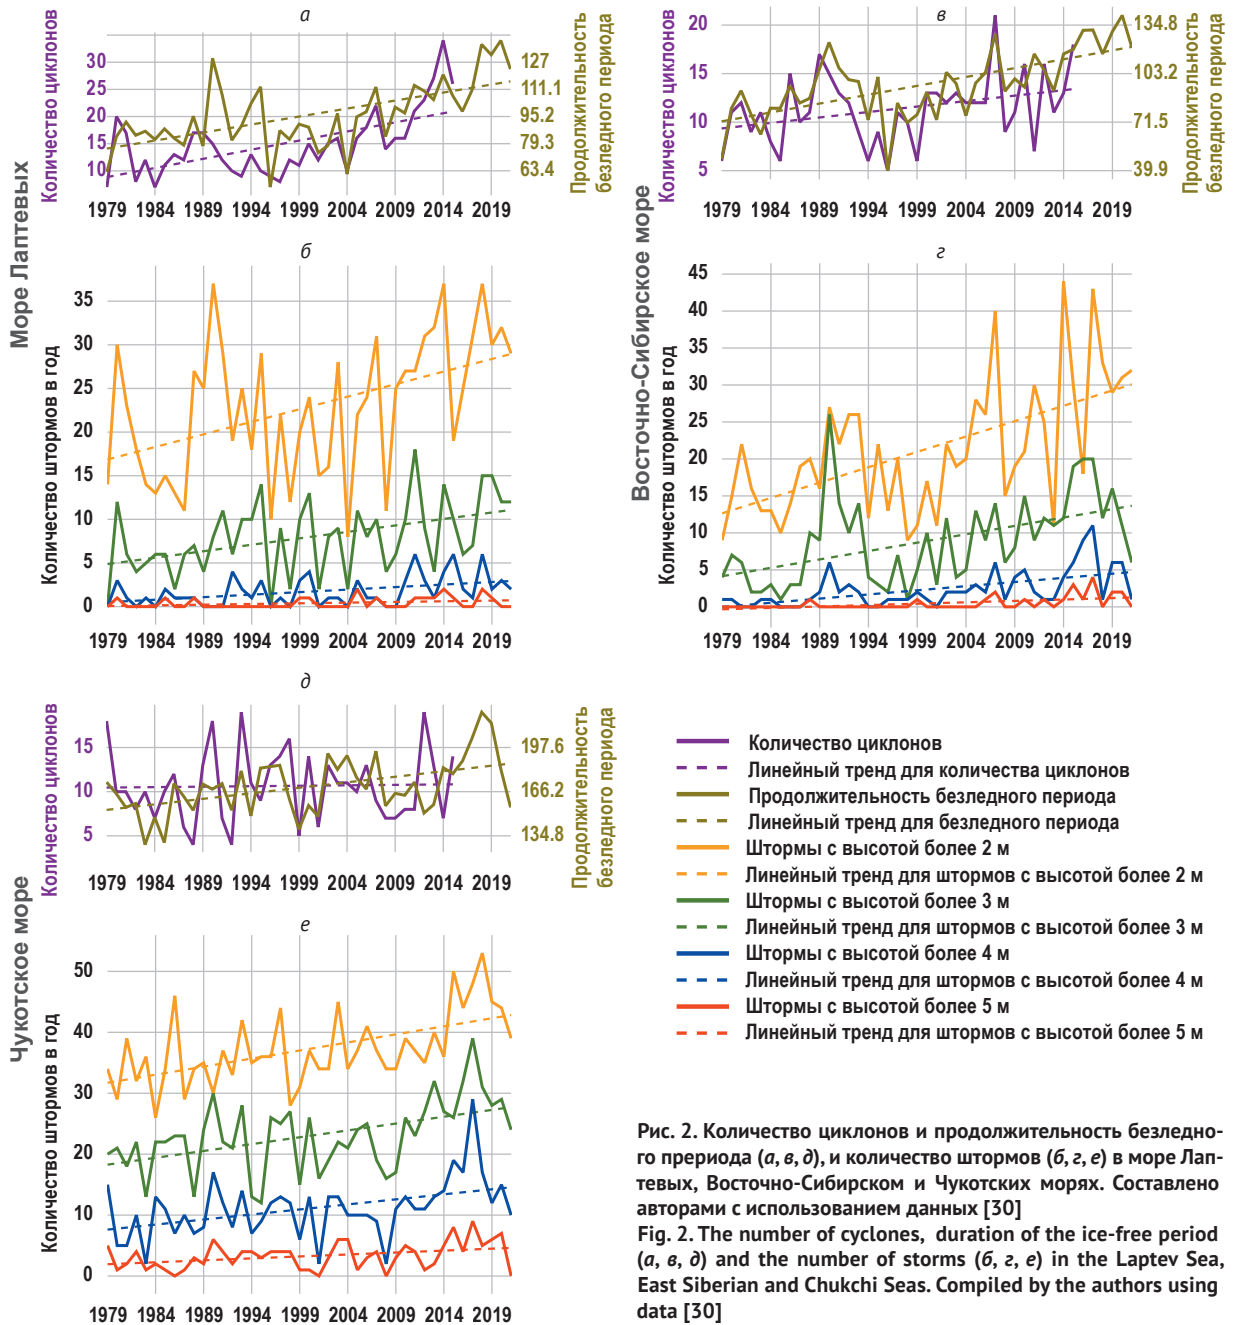 Море Лаптевых
а
Количество циклонов
30
25
20
15
10
127
111.1
95.2
79.3
63.4
Продолжительность
безледного периода
1979 1984 1989 1994 1999 2004 2009 2014 2019
б
Количество штормов в год
35
30
25
20
15
10
5
0
1979 1984 1989 1994 1999 2004 2009 2014 2019
Восточно-Сибирское море
в
Количество циклонов
20
15
10
5
134.8
103.2
71.5
39.9
Продолжительность
безледного периода
1979 1984 1989 1994 1999 2004 2009 2014 2019
г
Количество штормов в год
45
40
35
30
25
20
15
10
5
0
1979 1984 1989 1994 1999 2004 2009 2014 2019
Чукотское море
д
Количество циклонов
15
10
5
197.6
166.2
134.8
Продолжительность
безледного периода
1979 1984 1989 1994 1999 2004 2009 2014 2019
е
Количество штормов в год
50
40
30
20
10
0
1979 1984 1989 1994 1999 2004 2009 2014 2019
Количество циклонов
Линейный тренд для количества циклонов
Продолжительность безледного периода
Линейный тренд для безледного периода
Штормы с высотой более 2 м
Линейный тренд для штормов с высотой более 2 м
Штормы с высотой более 3 м
Линейный тренд для штормов с высотой более 3 м
Штормы с высотой более 4 м
Линейный тренд для штормов с высотой более 4 м
Штормы с высотой более 5 м
Линейный тренд для штормов с высотой более 5 м
Рис. 2. Количество циклонов и продолжительность безледно-
го прериода (а, в, д), и количество штормов (б, г, е) в море Лап-
тевых, Восточно-Сибирском и Чукотских морях. Составлено
авторами с использованием данных [30]
Fig. 2. The number of cyclones, duration of the ice-free period
(а, в, д) and the number of storms (б, г, е) in the Laptev Sea,
East Siberian and Chukchi Seas. Compiled by the authors using
data [30]